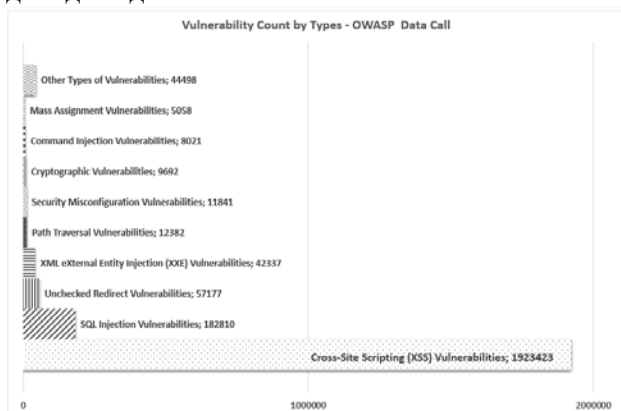 Vulnerability Count by Types - OWASP Data Call
Other Types of Vulnerabilities; 44498
Mass Assignment Vulnerabilities; 5058
Command Injection Vulnerabilities; 8021
Cryptographic Vulnerabilities; 9692
Security Misconfiguration Vulnerabilities; 11841
Path Traversal Vulnerabilities; 12382
XML eXternal Entity Injection (XXE) Vulnerabilities; 42337
Unchecked Redirect Vulnerabilities; 57177
SQL Injection Vulnerabilities; 182810
Cross-Site Scripting (XSS) Vulnerabilities; 1923423
0 1000000 2000000